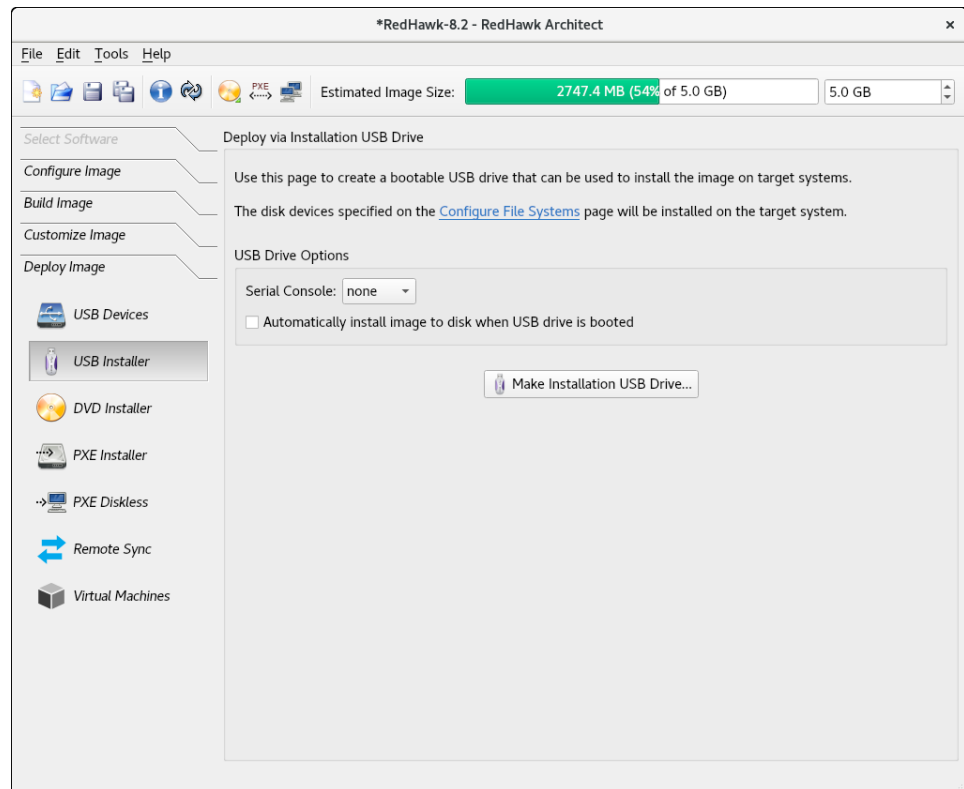 *RedHawk-8.2 - RedHawk Architect
File Edit Tools Help
PXE
Estimated Image Size: 2747.4 MB (54% of 5.0 GB) 5.0 GB
Select Software
Configure Image
Build Image
Customize Image
Deploy Image
USB Devices
USB Installer
DVD Installer
PXE Installer
PXE Diskless
Remote Sync
Virtual Machines
Deploy via Installation USB Drive
Use this page to create a bootable USB drive that can be used to install the image on target systems.
The disk devices specified on the Configure File Systems page will be installed on the target system.
USB Drive Options
Serial Console: none
Automatically install image to disk when USB drive is booted
Make Installation USB Drive...